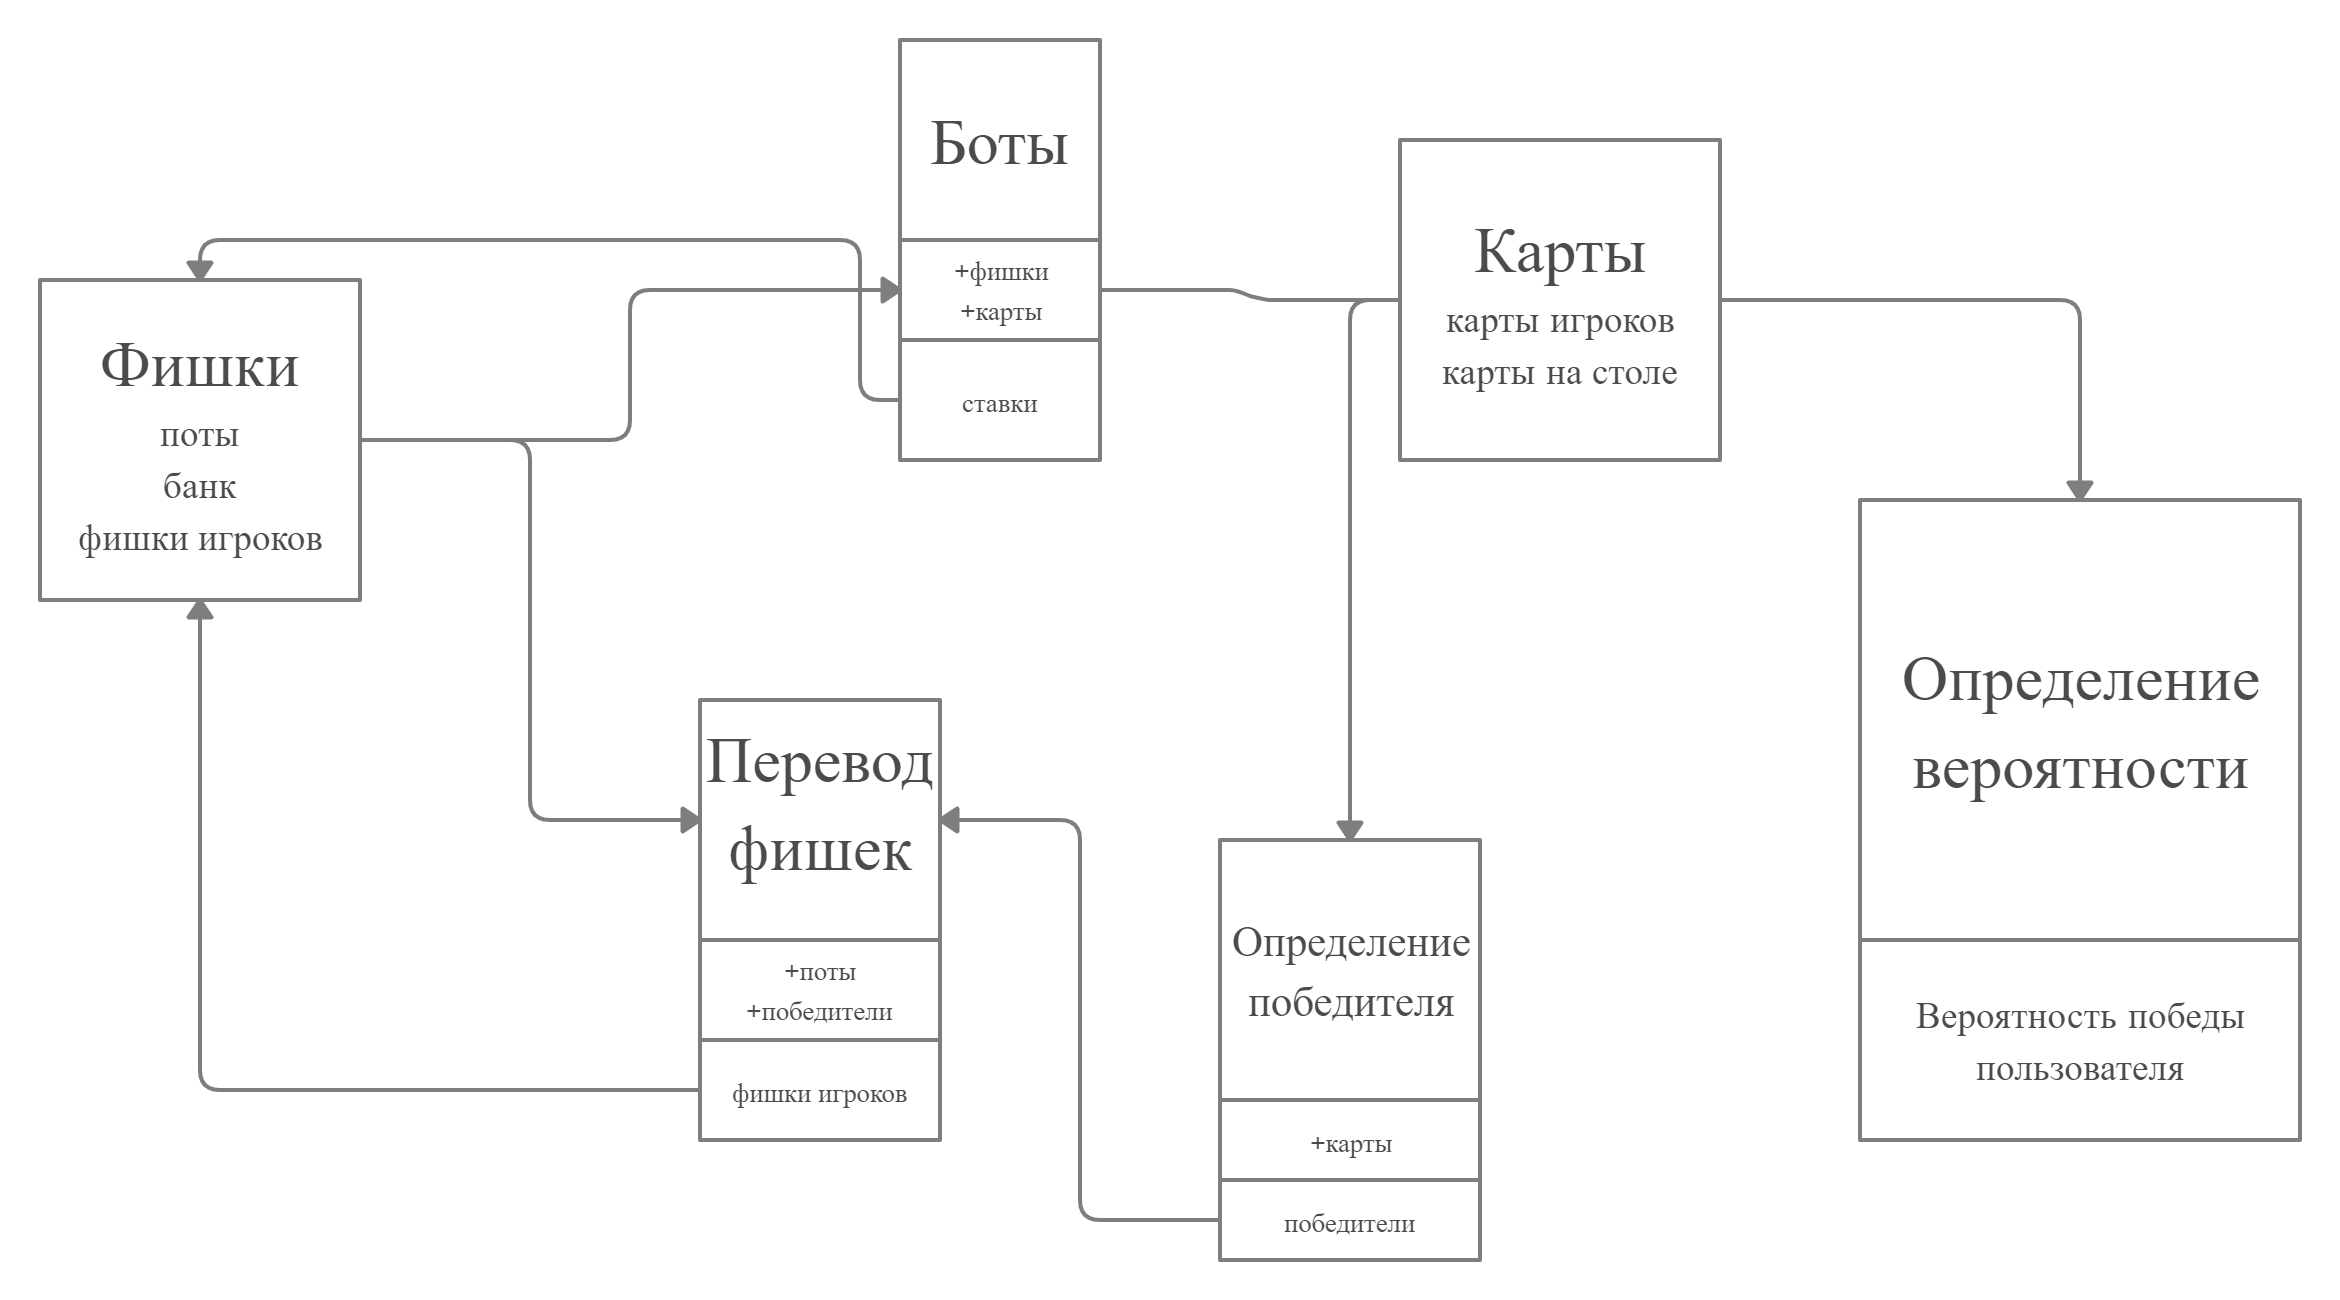 Боты
+фишки
+карты
ставки
Карты
карты игроков
карты на столе
Фишки
поты
банк
фишки игроков
Перевод
фишек
+поты
+победители
фишки игроков
Определение
победителя
+карты
победители
Определение
вероятности
Вероятность победы
пользователя